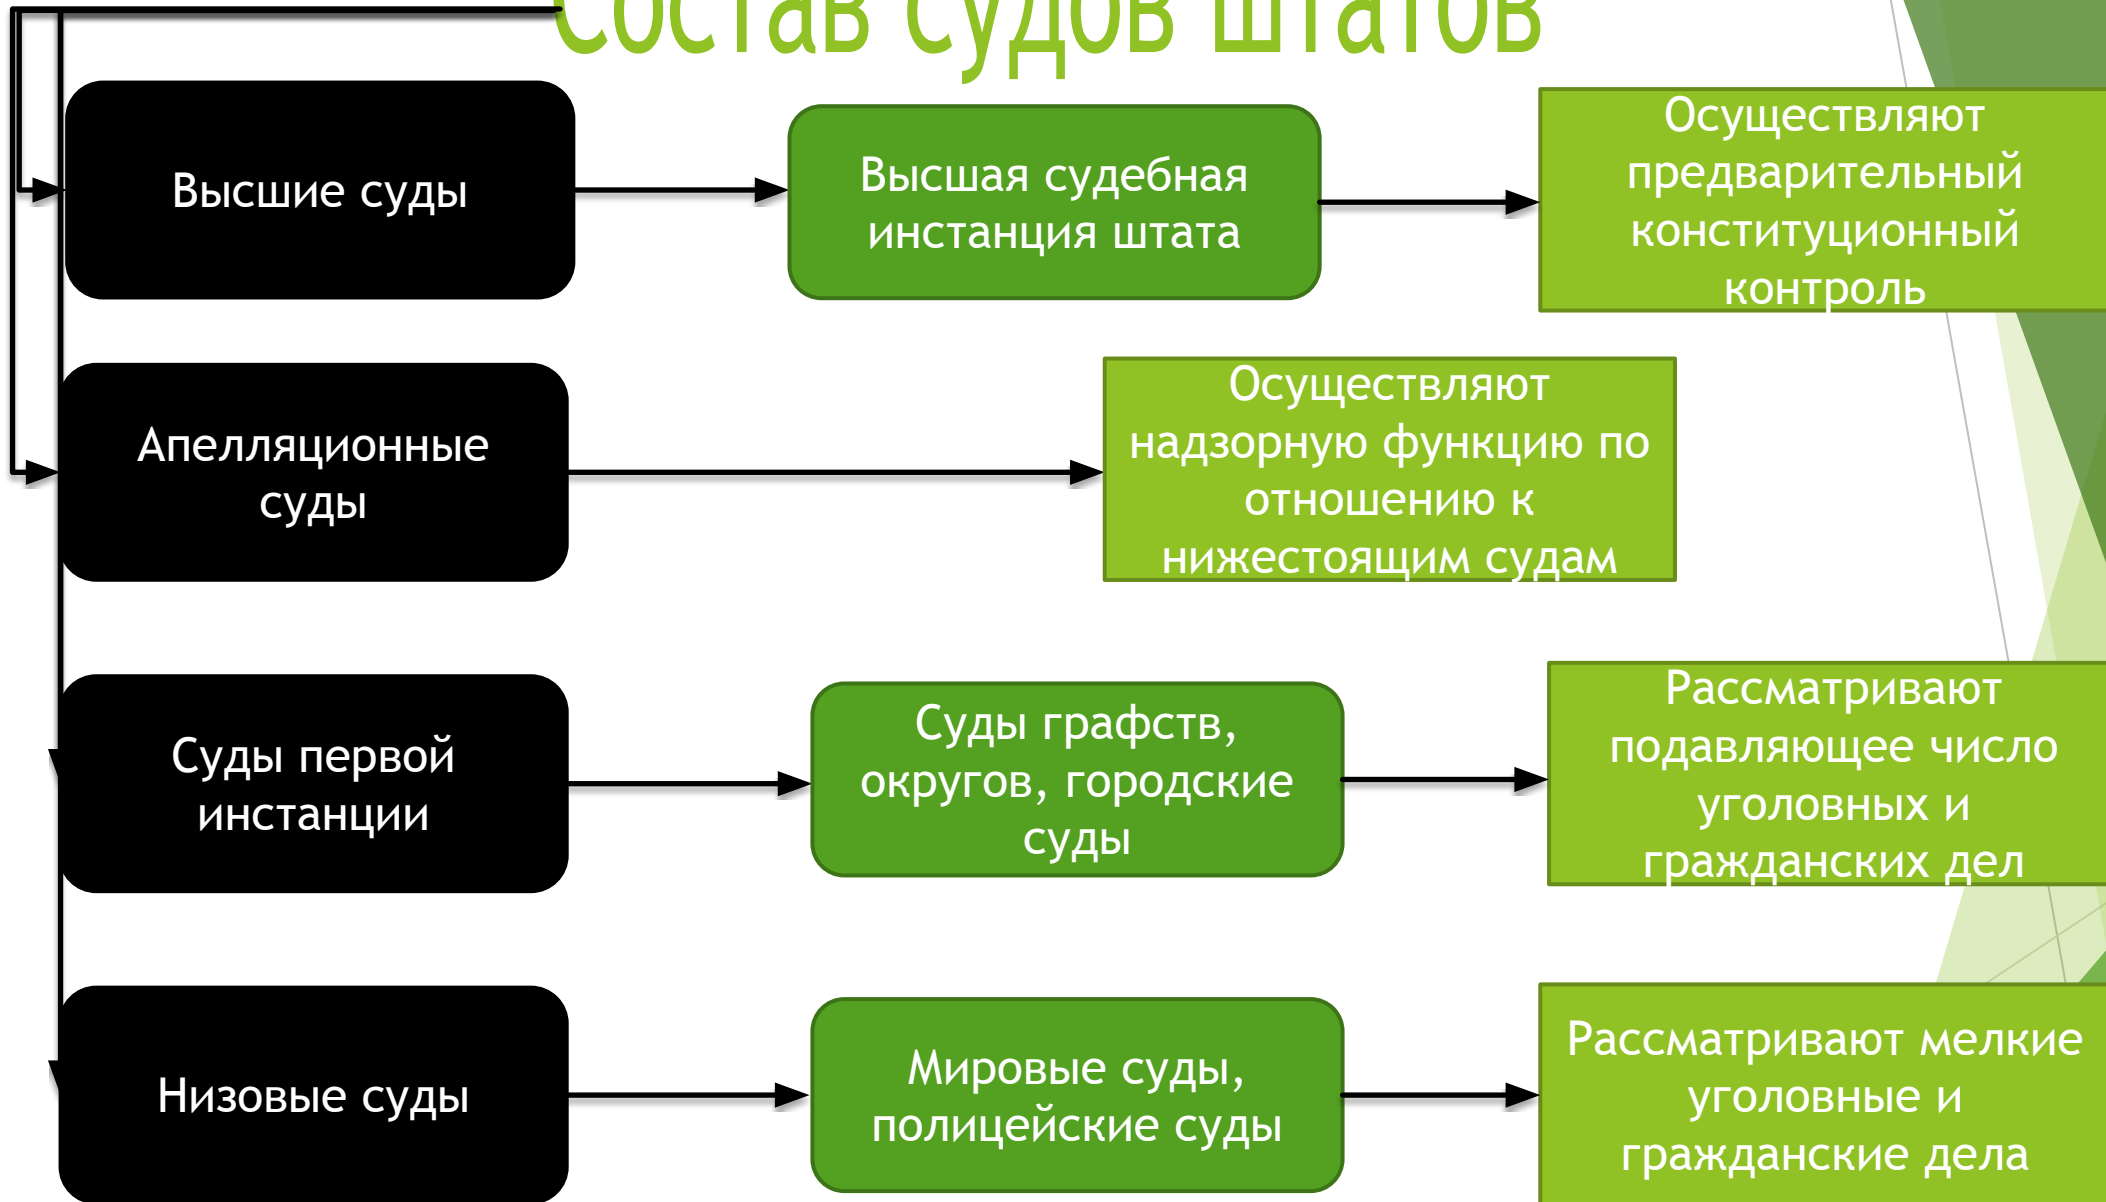 Состав судов штатов
Высшие суды
Высшая судебная
инстанция штата
Осуществляют
предварительный
конституционный
контроль
Апелляционные
суды
Осуществляют
надзорную функцию по
отношению к
нижестоящим судам
Суды первой
инстанции
Суды графств,
округов, городские
суды
Рассматривают
подавляющее число
уголовных и
гражданских дел
Низовые суды
Мировые суды,
полицейские суды
Рассматривают мелкие
уголовные и
гражданские дела